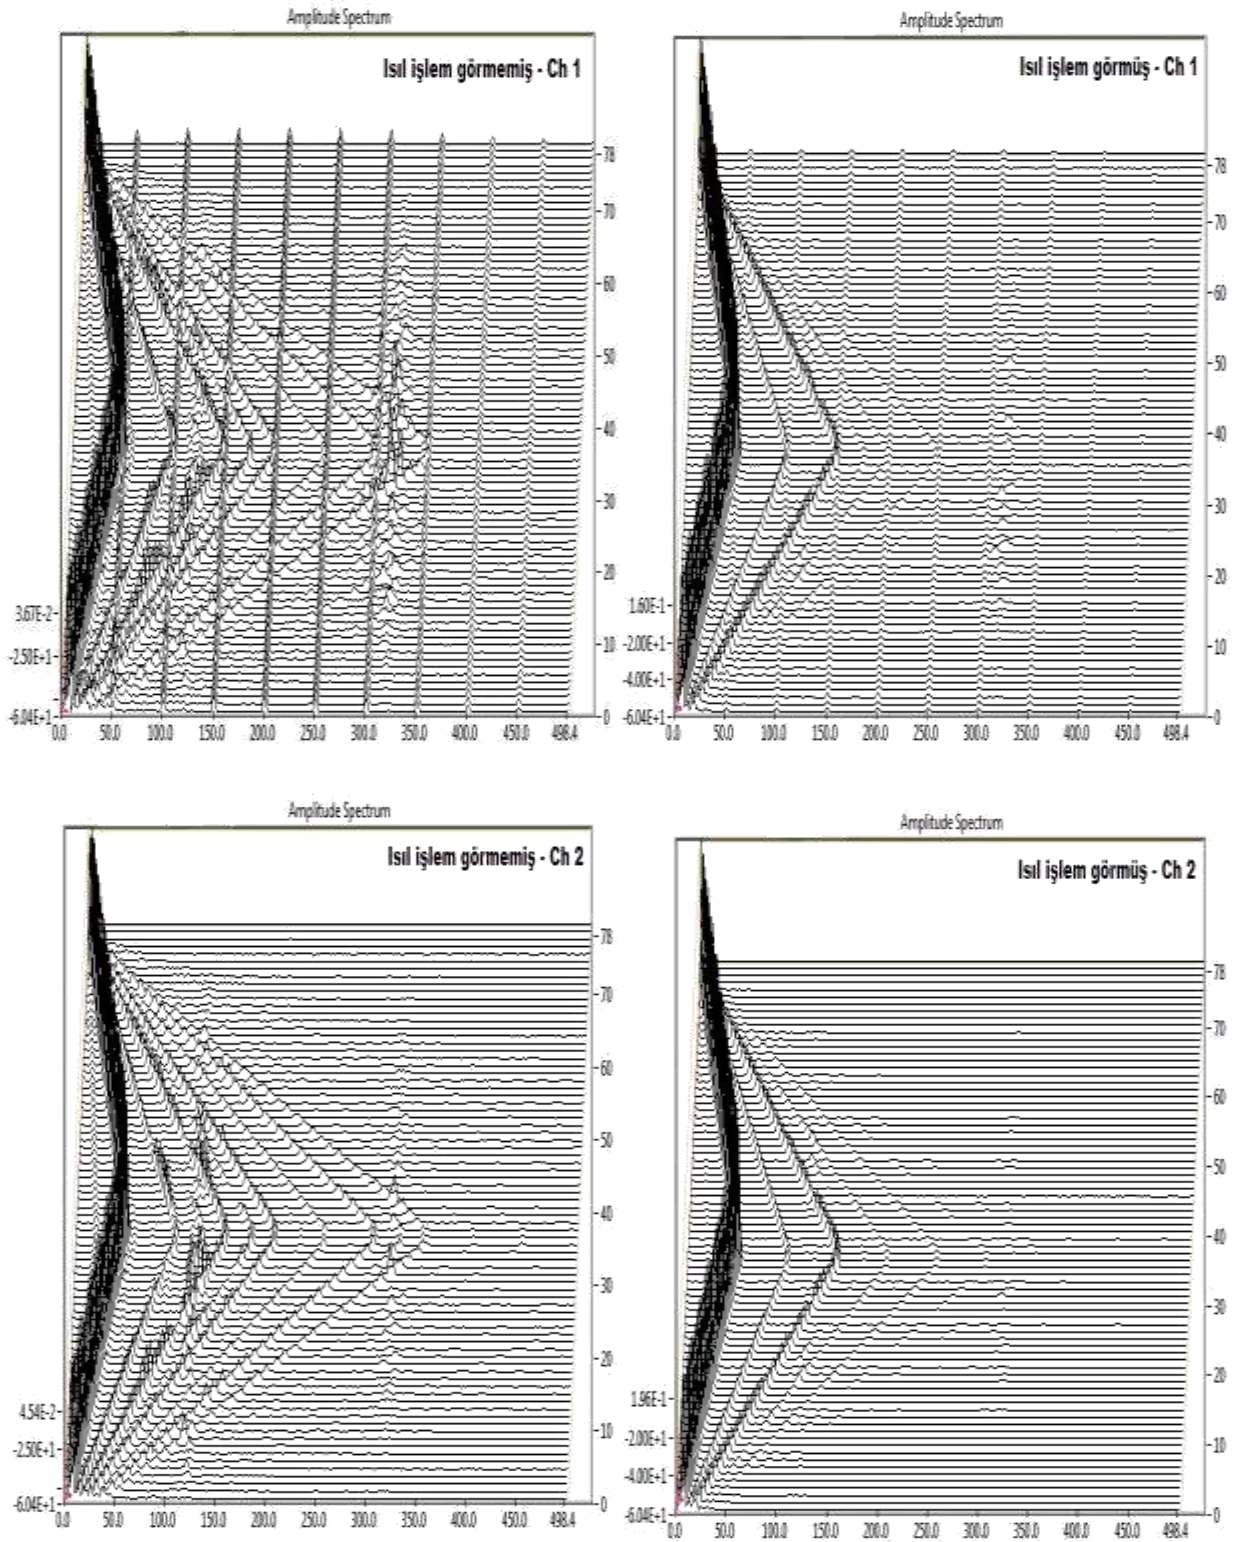 Amplitude Spectrum
Isıl işlem görmemiş - Ch 1
78
70
60
50
40
30
20
3.67E-2
10
-2.50E+1
-6.04E+1
0
0.0 50.0 100.0 150.0 200.0 250.0 300.0 350.0 400.0 450.0 498.4
Amplitude Spectrum
Isıl işlem görmüş - Ch 1
78
70
60
50
40
30
20
1.60E-1
-2.00E+1
10
-4.00E+1
-6.04E+1
0
0.0 50.0 100.0 150.0 200.0 250.0 300.0 350.0 400.0 450.0 498.4
Amplitude Spectrum
Isıl işlem görmemiş - Ch 2
78
70
60
50
40
30
20
4.54E-2
10
-2.50E+1
-6.04E+1
0
0.0 50.0 100.0 150.0 200.0 250.0 300.0 350.0 400.0 450.0 498.4
Amplitude Spectrum
Isıl işlem görmüş - Ch 2
78
70
60
50
40
30
20
1.96E-1
-2.00E+1
10
-4.00E+1
-6.04E+1
0
0.0 50.0 100.0 150.0 200.0 250.0 300.0 350.0 400.0 450.0 498.4